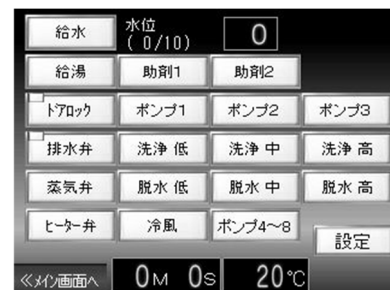 給水 水位 0
( 0/10)
給湯 助剤1 助剤2
ドアロック ポンプ1 ポンプ2 ポンプ3
排水弁 洗浄 低 洗浄 中 洗浄 高
蒸気弁 脱水 低 脱水 中 脱水 高
ヒーター弁 冷風 ポンプ4～8
設定
≪メイン画面へ 0M 0S 20℃